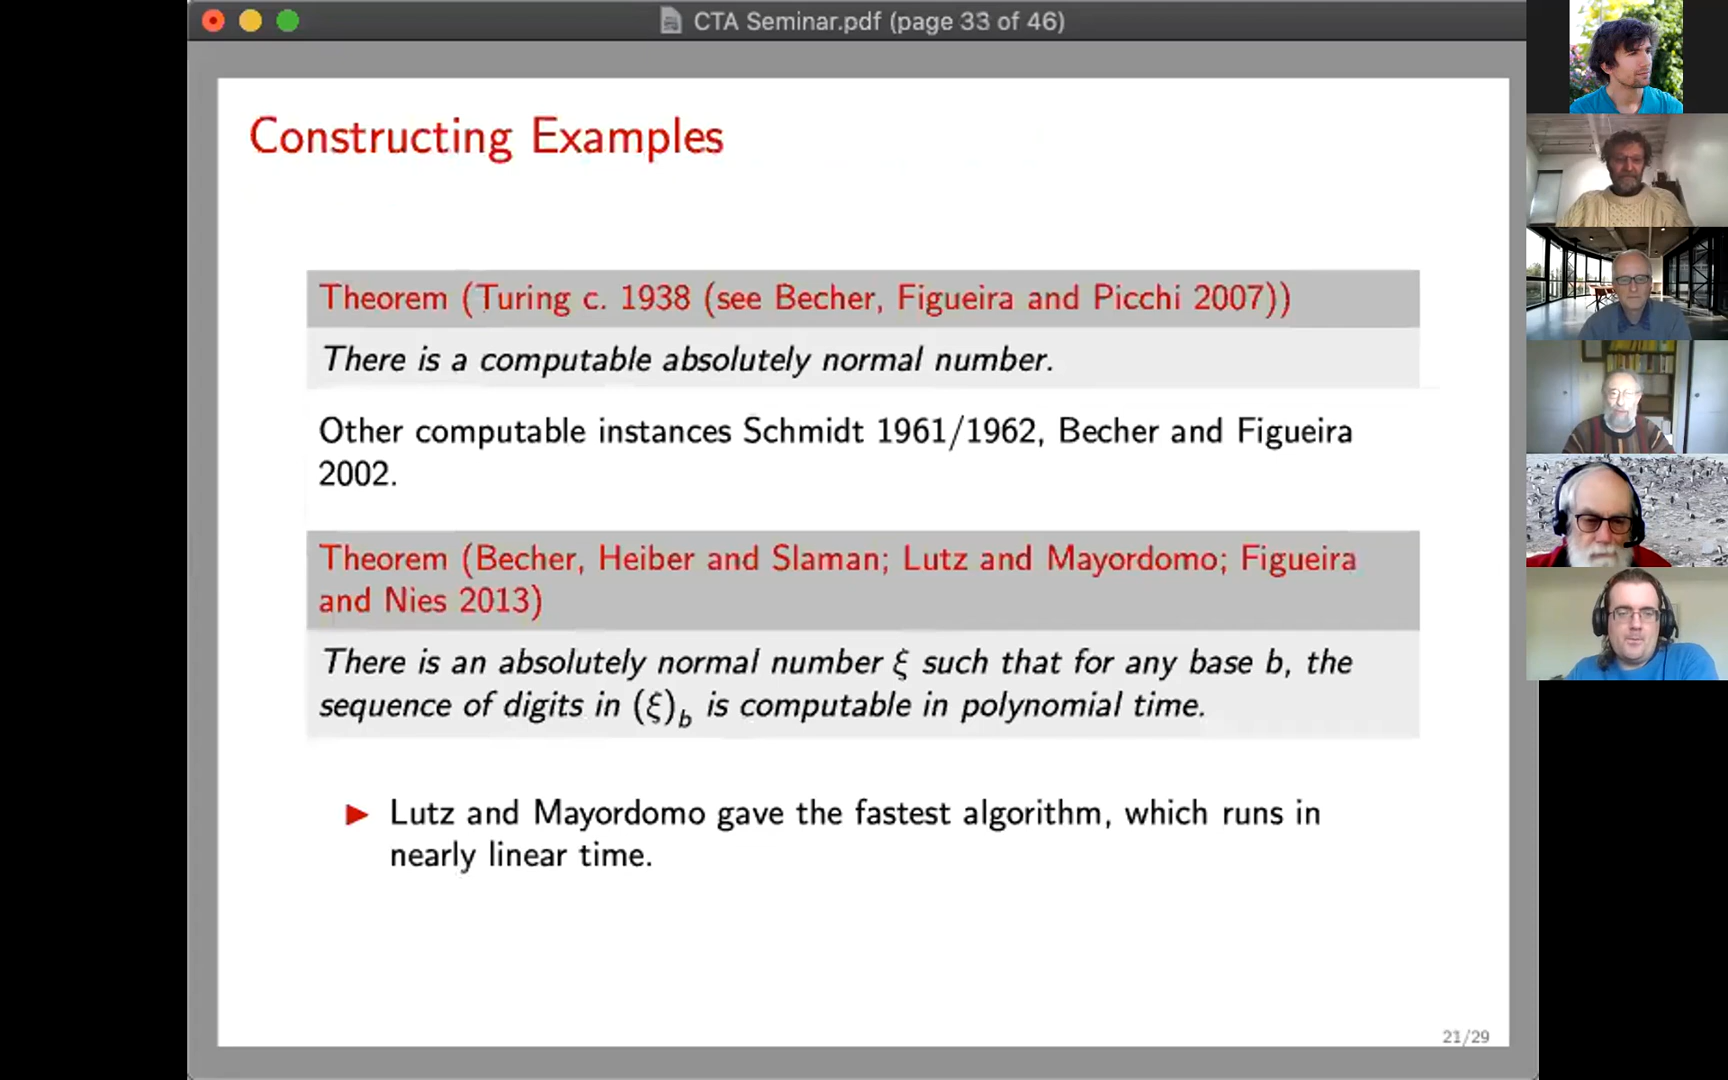 CTA Seminar.pdf (page 33 of 46)
Constructing Examples
Theorem (Turing c. 1938 (see Becher, Figueira and Picchi 2007))
There is a computable absolutely normal number.
Other computable instances Schmidt 1961/1962, Becher and Figueira
2002.
Theorem (Becher, Heiber and Slaman; Lutz and Mayordomo; Figueira
and Nies 2013)
There is an absolutely normal number ξ such that for any base b, the
sequence of digits in (ξ)_b is computable in polynomial time.
▶ Lutz and Mayordomo gave the fastest algorithm, which runs in
nearly linear time.
21/29